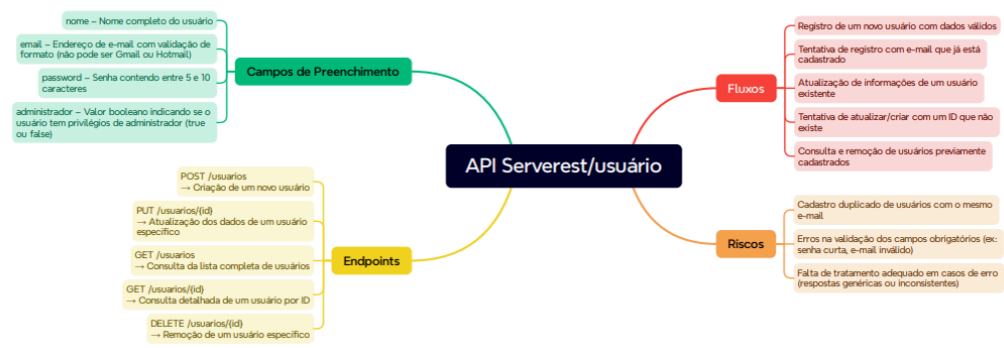 API Serverest/usuário
Campos de Preenchimento
nome – Nome completo do usuário
email – Endereço de e-mail com validação de
formato (não pode ser Gmail ou Hotmail)
password – Senha contendo entre 5 e 10
caracteres
administrador – Valor booleano indicando se o
usuário tem privilégios de administrador (true
ou false)
Endpoints
POST /usuarios
→ Criação de um novo usuário
PUT /usuarios/{id}
→ Atualização dos dados de um usuário
específico
GET /usuarios
→ Consulta da lista completa de usuários
GET /usuarios/{id}
→ Consulta detalhada de um usuário por ID
DELETE /usuarios/{id}
→ Remoção de um usuário específico
Fluxos
Registro de um novo usuário com dados válidos
Tentativa de registro com e-mail que já está
cadastrado
Atualização de informações de um usuário
existente
Tentativa de atualizar/criar com um ID que não
existe
Consulta e remoção de usuários previamente
cadastrados
Riscos
Cadastro duplicado de usuários com o mesmo
e-mail
Erros na validação dos campos obrigatórios (ex:
senha curta, e-mail inválido)
Falta de tratamento adequado em casos de erro
(respostas genéricas ou inconsistentes)